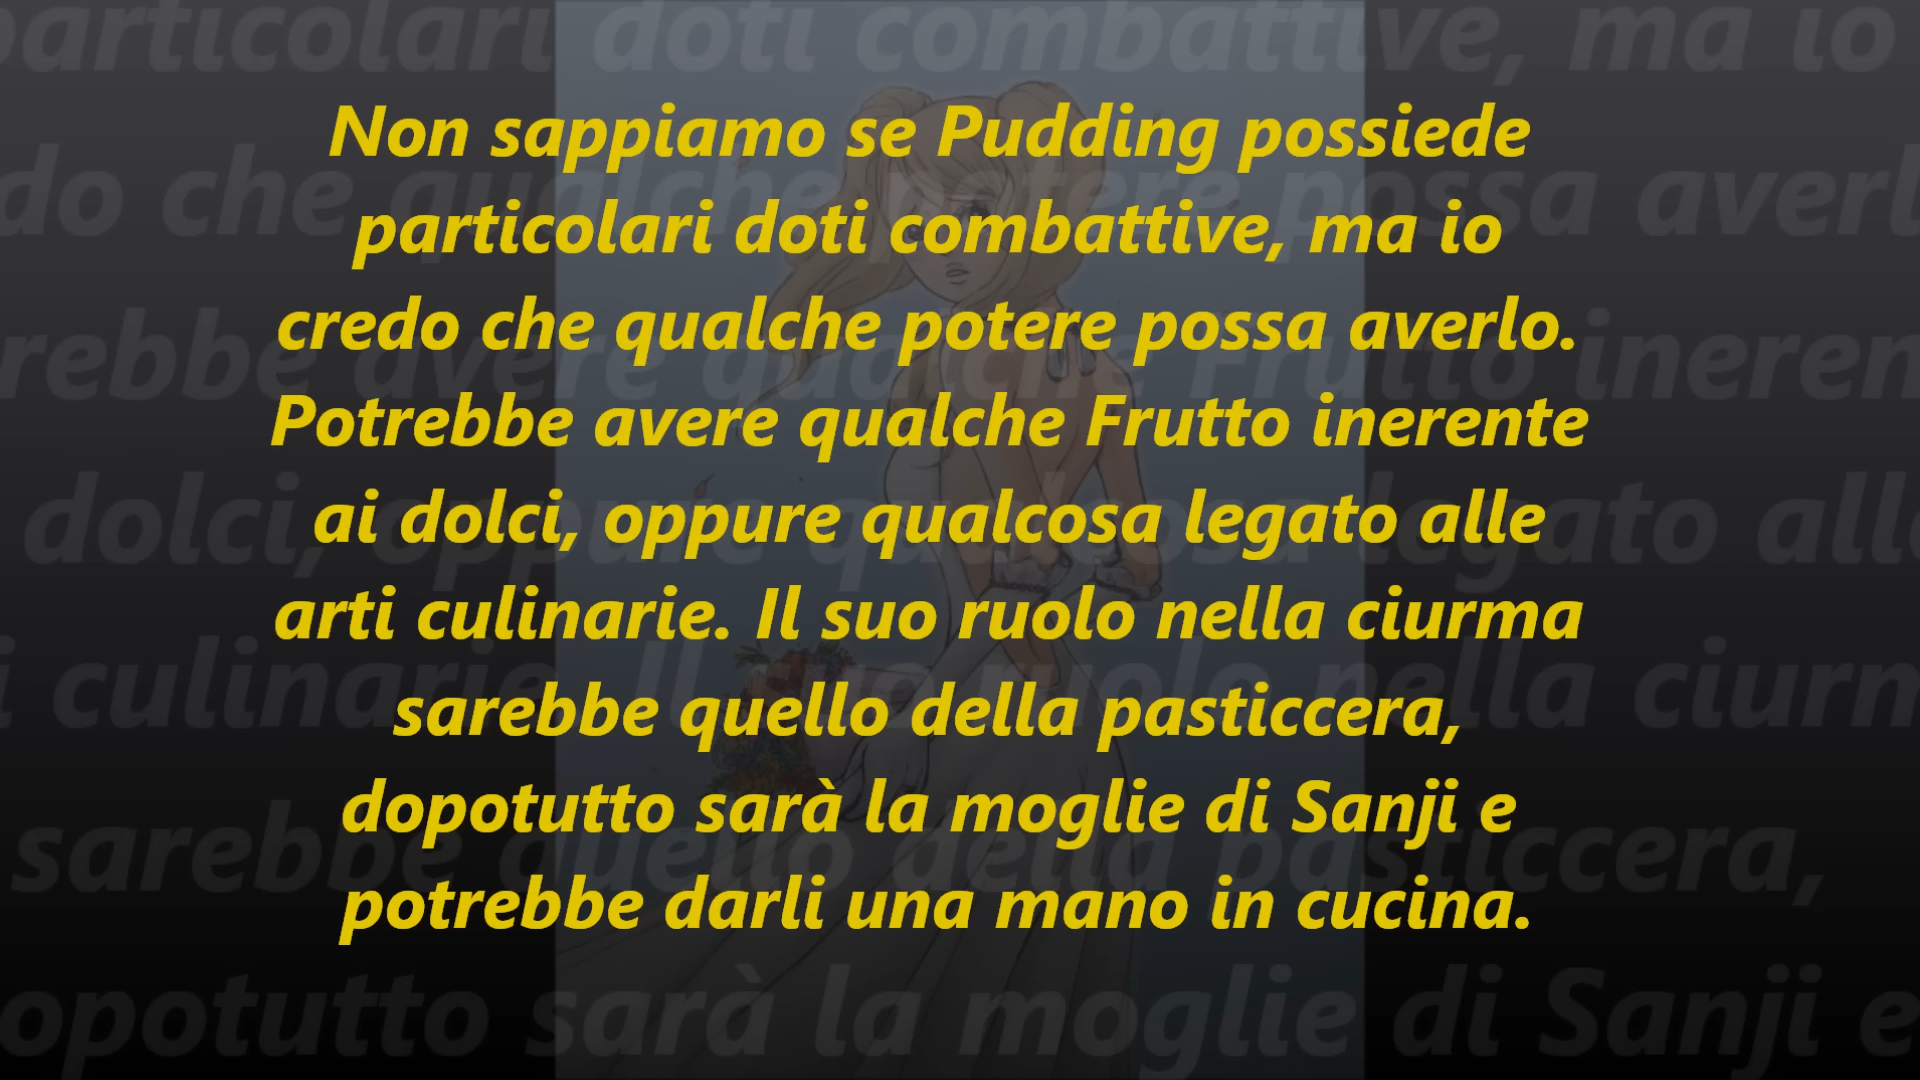 Non sappiamo se Pudding possiede
particolari doti combattive, ma io
credo che qualche potere possa averlo.
Potrebbe avere qualche Frutto inerente
ai dolci, oppure qualcosa legato alle
arti culinarie. Il suo ruolo nella ciurma
sarebbe quello della pasticcera,
dopotutto sarà la moglie di Sanji e
potrebbe darli una mano in cucina.